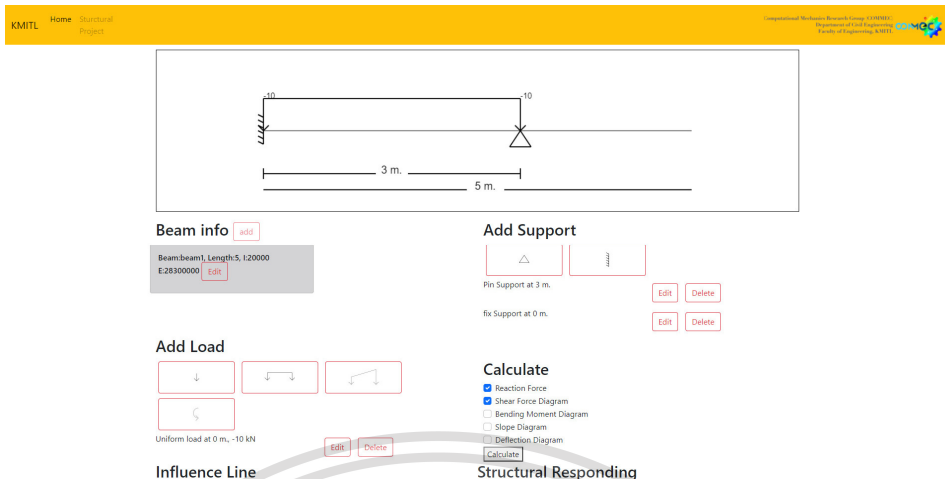 KMITL
Home
Sturctural
Project
Computational Mechanics Research Group: COMMEC
Department of Civil Engineering
Faculty of Engineering, KMITL
commec
-10
-10
3 m.
5 m.
Beam info
add
Beam:beam1, Length:5, I:20000
E:28300000
Edit
Add Support
Pin Support at 3 m.
Edit
Delete
fix Support at 0 m.
Edit
Delete
Add Load
Uniform load at 0 m., -10 kN
Edit
Delete
Calculate
Reaction Force
Shear Force Diagram
Bending Moment Diagram
Slope Diagram
Deflection Diagram
Calculate
Influence Line
Structural Responding